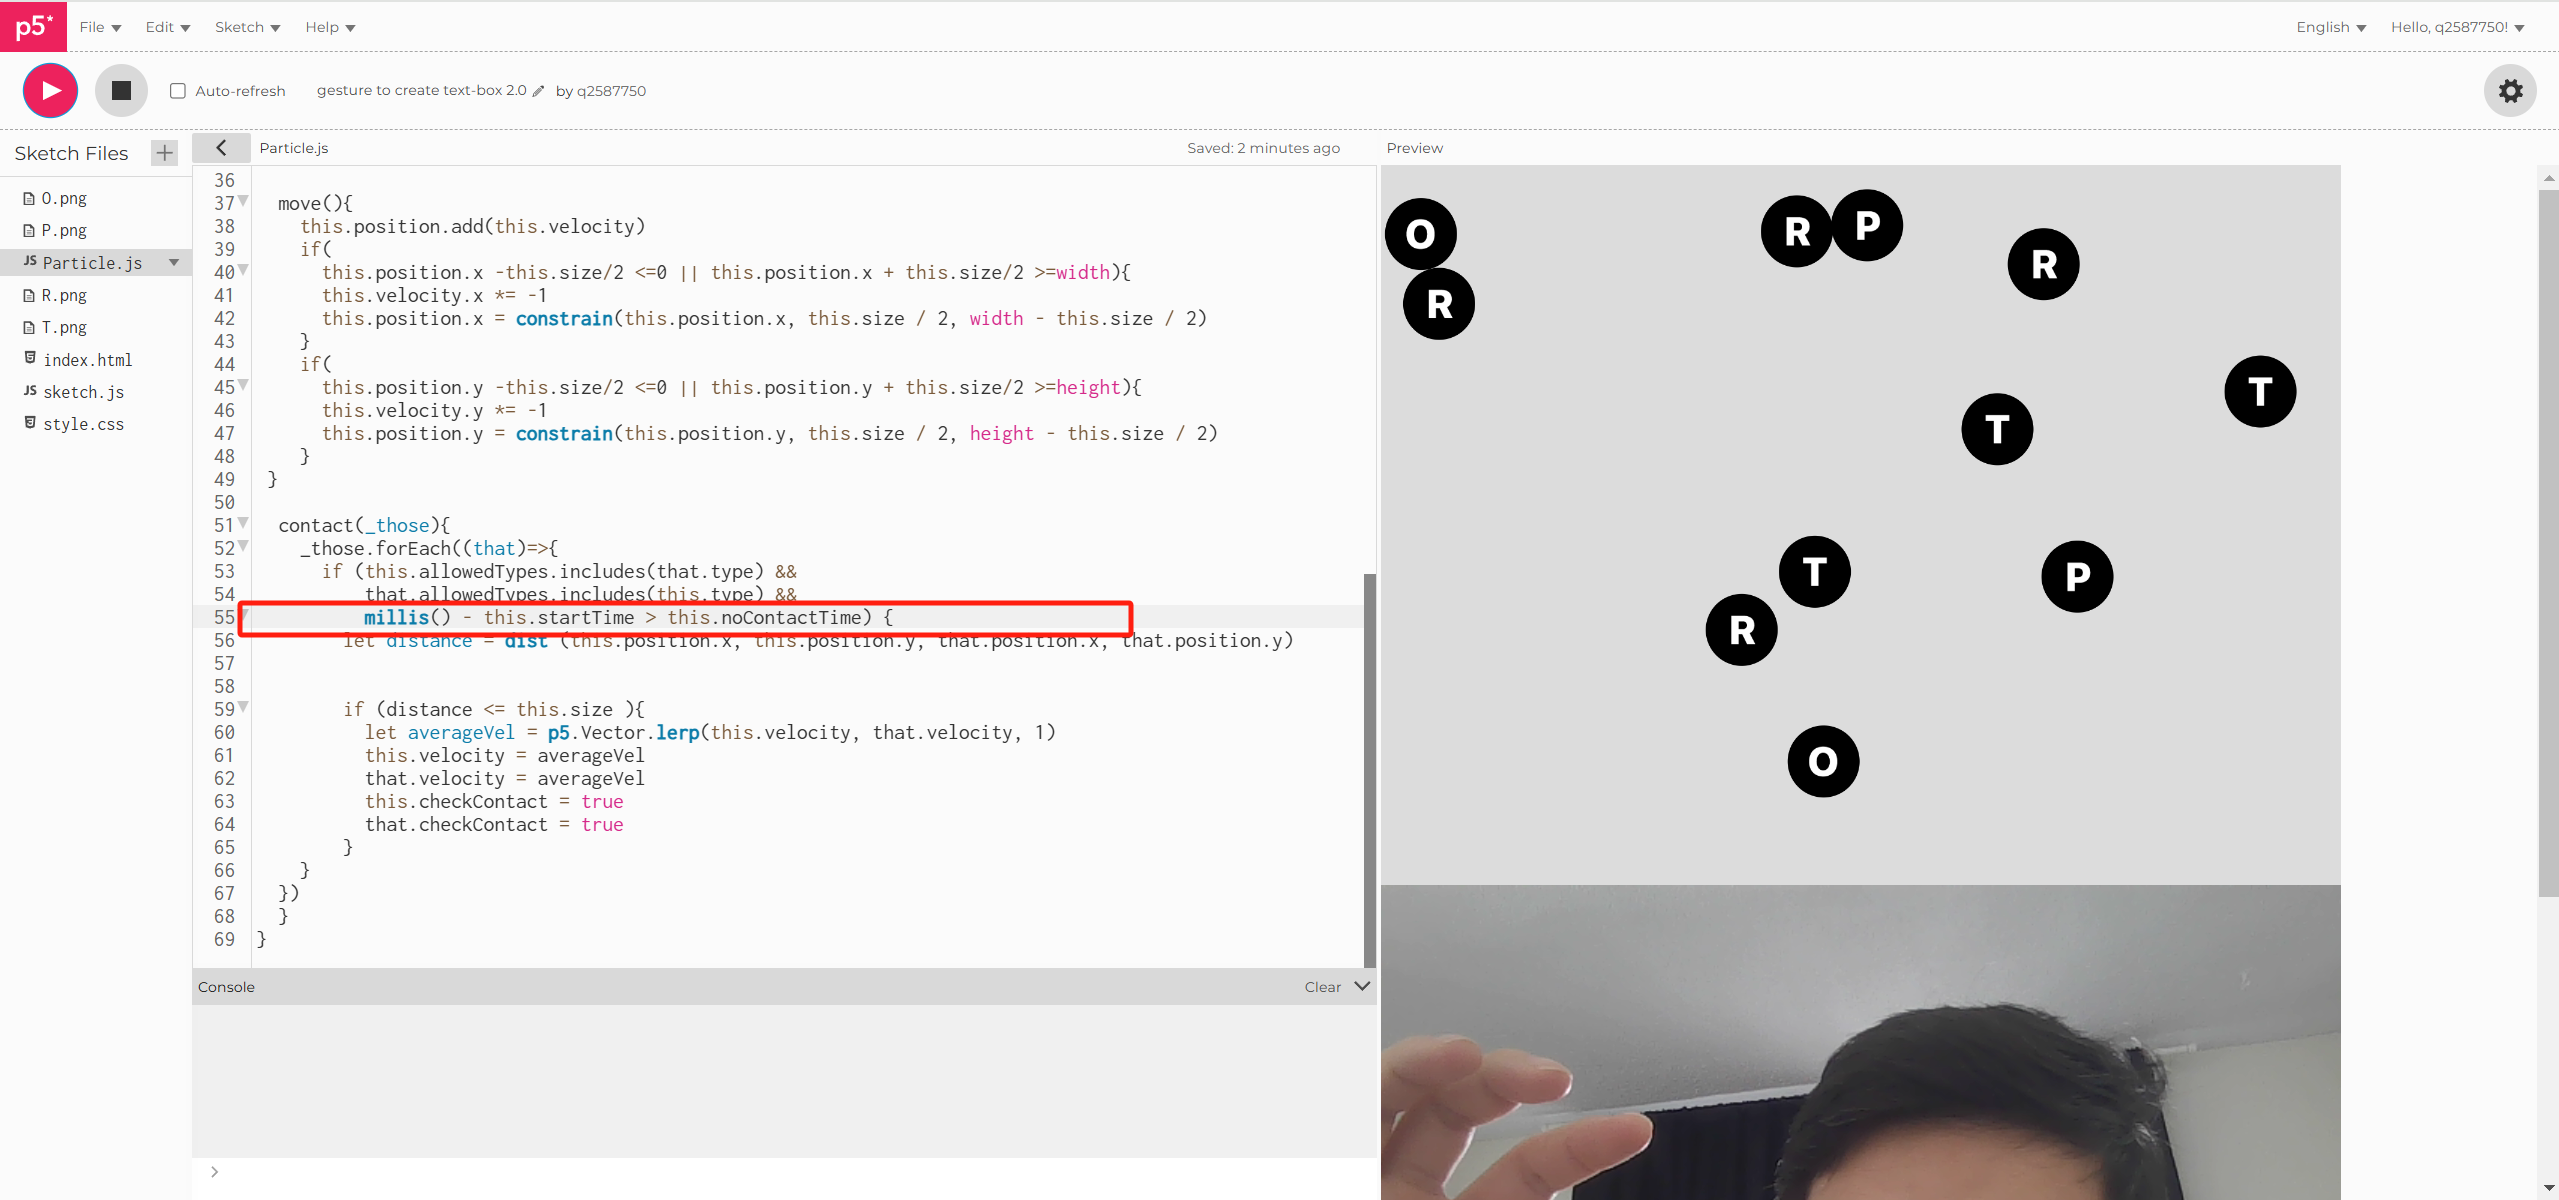 p5* File Edit Sketch Help English Hello, q2587750!
Auto-refresh gesture to create text-box 2.0 by q2587750
Sketch Files
O.png
P.png
Particle.js
R.png
T.png
index.html
sketch.js
style.css
Particle.js Saved: 2 minutes ago
36
37 move(){
38 this.position.add(this.velocity)
39 if(
40 this.position.x -this.size/2 <=0 || this.position.x + this.size/2 >=width){
41 this.velocity.x *= -1
42 this.position.x = constrain(this.position.x, this.size / 2, width - this.size / 2)
43 }
44 if(
45 this.position.y -this.size/2 <=0 || this.position.y + this.size/2 >=height){
46 this.velocity.y *= -1
47 this.position.y = constrain(this.position.y, this.size / 2, height - this.size / 2)
48 }
49 }
50
51 contact(_those){
52 _those.forEach((that)=>{
53 if (this.allowedTypes.includes(that.type) &&
54 that.allowedTypes.includes(this.type) &&
55 millis() - this.startTime > this.noContactTime) {
56 let distance = dist (this.position.x, this.position.y, that.position.x, that.position.y)
57
58
59 if (distance <= this.size ){
60 let averageVel = p5.Vector.lerp(this.velocity, that.velocity, 1)
61 this.velocity = averageVel
62 that.velocity = averageVel
63 this.checkContact = true
64 that.checkContact = true
65 }
66 }
67 })
68 }
69 }
Console Clear
>
Preview
O
R
R
P
R
T
T
T
P
R
O